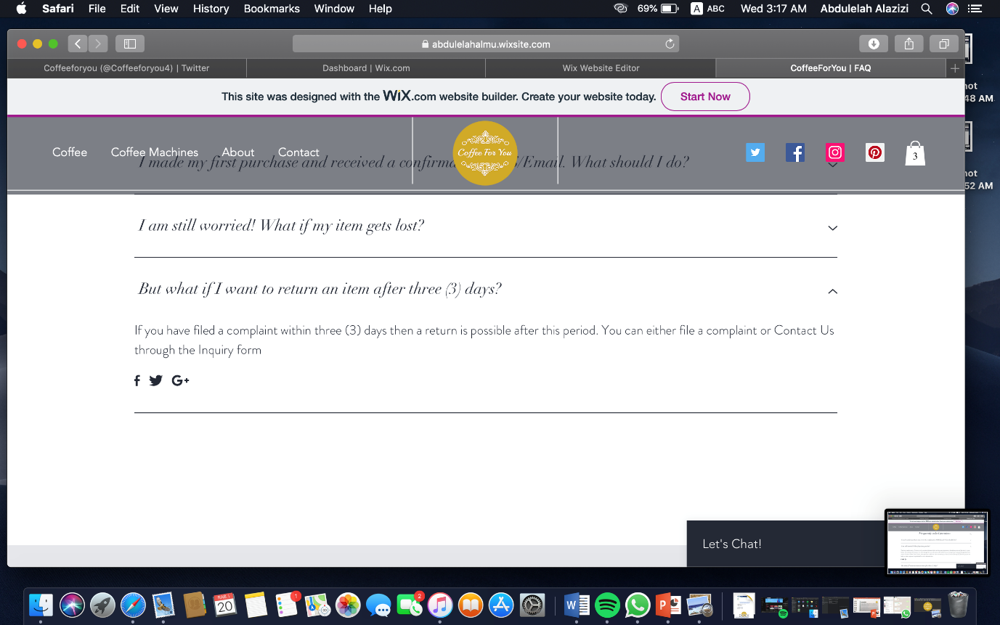 Safari File Edit View History Bookmarks Window Help 69% A ABC Wed 3:17 AM Abdulelah Alazizi
abdulelahalmu.wixsite.com
Coffeeforyou (@Coffeeforyou4) | Twitter Dashboard | Wix.com Wix Website Editor CoffeeForYou | FAQ +
This site was designed with the WiX.com website builder. Create your website today. Start Now
48 AM
Coffee Coffee Machines About Contact Coffee For You 3
I made my first purchase and received a /Email. What should I do?
52 AM
I am still worried! What if my item gets lost?
But what if I want to return an item after three (3) days?
If you have filed a complaint within three (3) days then a return is possible after this period. You can either file a complaint or Contact Us
through the Inquiry form
f G+
Let's Chat!
RAB. I 20 1 2 W P